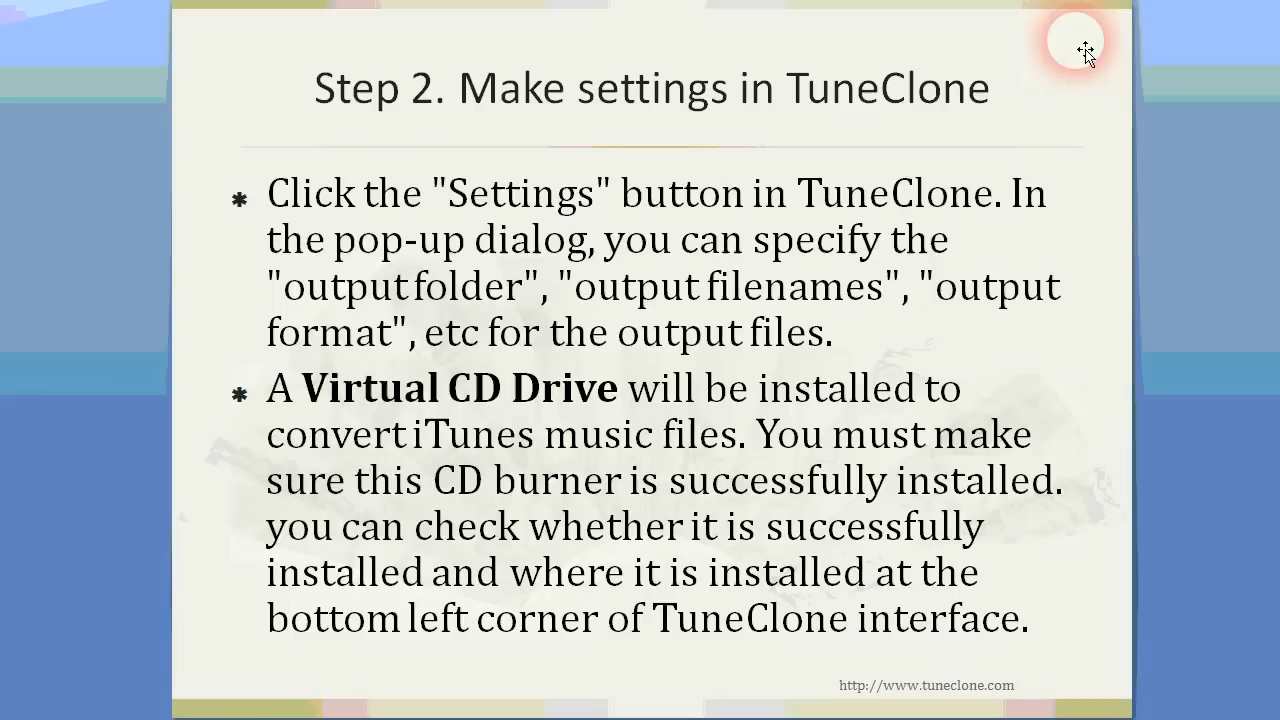 Step 2. Make settings in TuneClone
Click the "Settings" button in TuneClone. In
the pop-up dialog, you can specify the
"output folder", "output filenames", "output
format", etc for the output files.
A Virtual CD Drive will be installed to
convert iTunes music files. You must make
sure this CD burner is successfully installed.
you can check whether it is successfully
installed and where it is installed at the
bottom left corner of TuneClone interface.
http://www.tuneclone.com